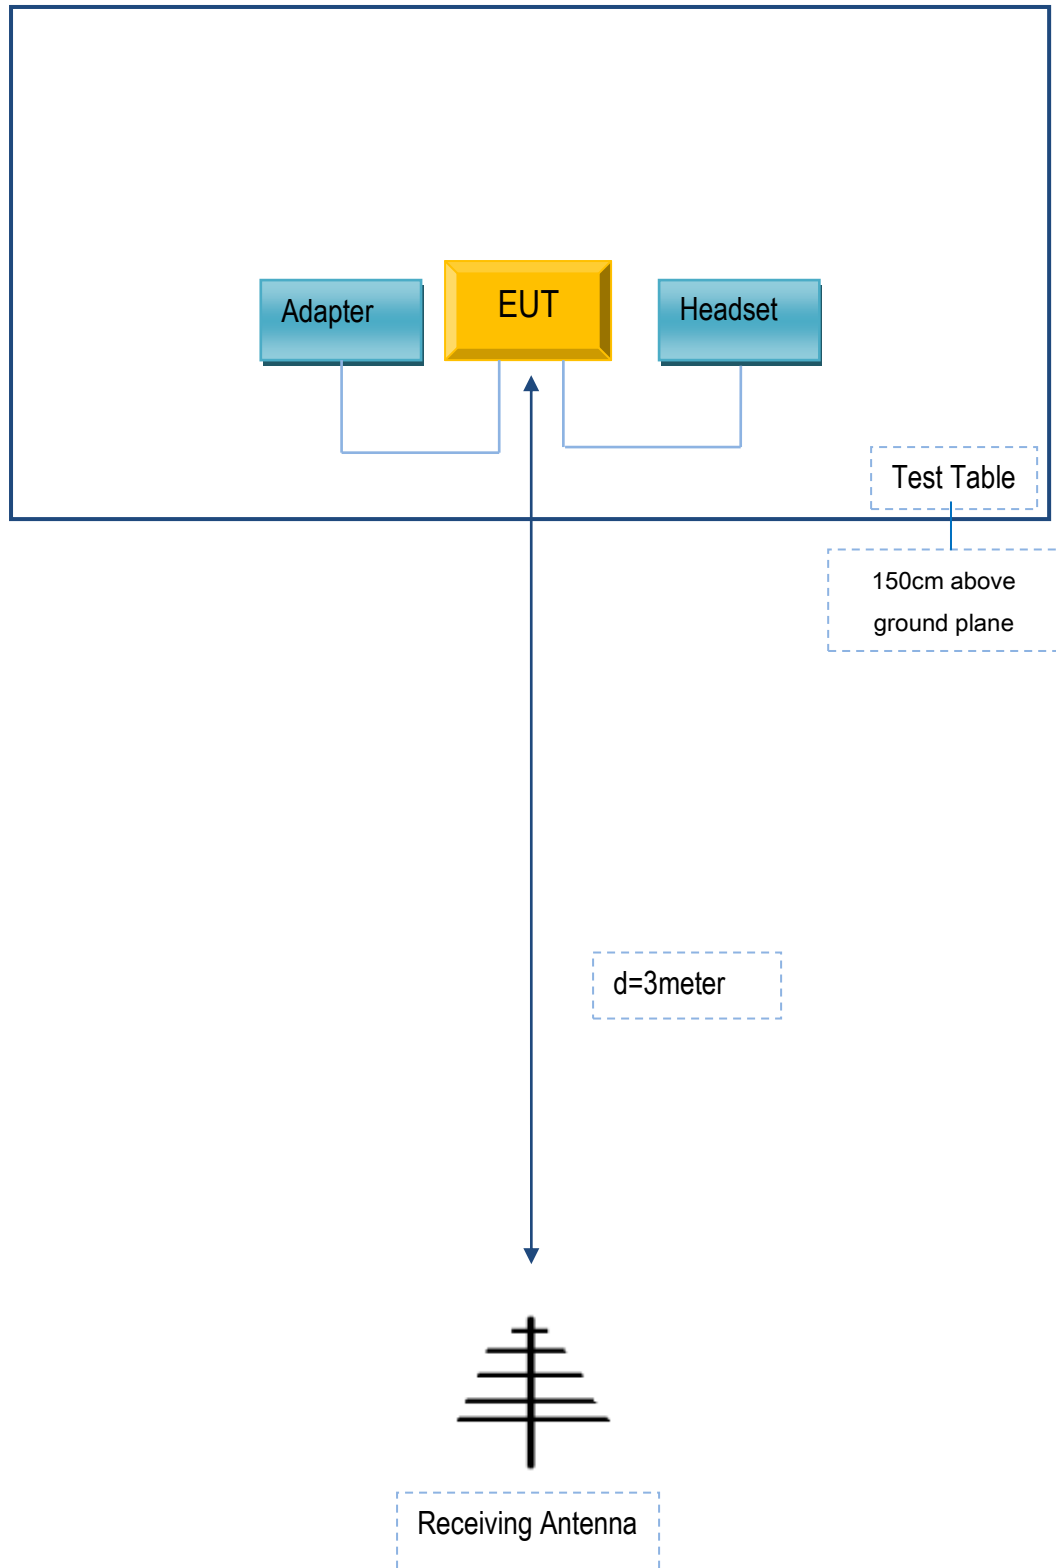 Adapter
EUT
Headset
Test Table
150cm above
ground plane
d=3meter
Receiving Antenna